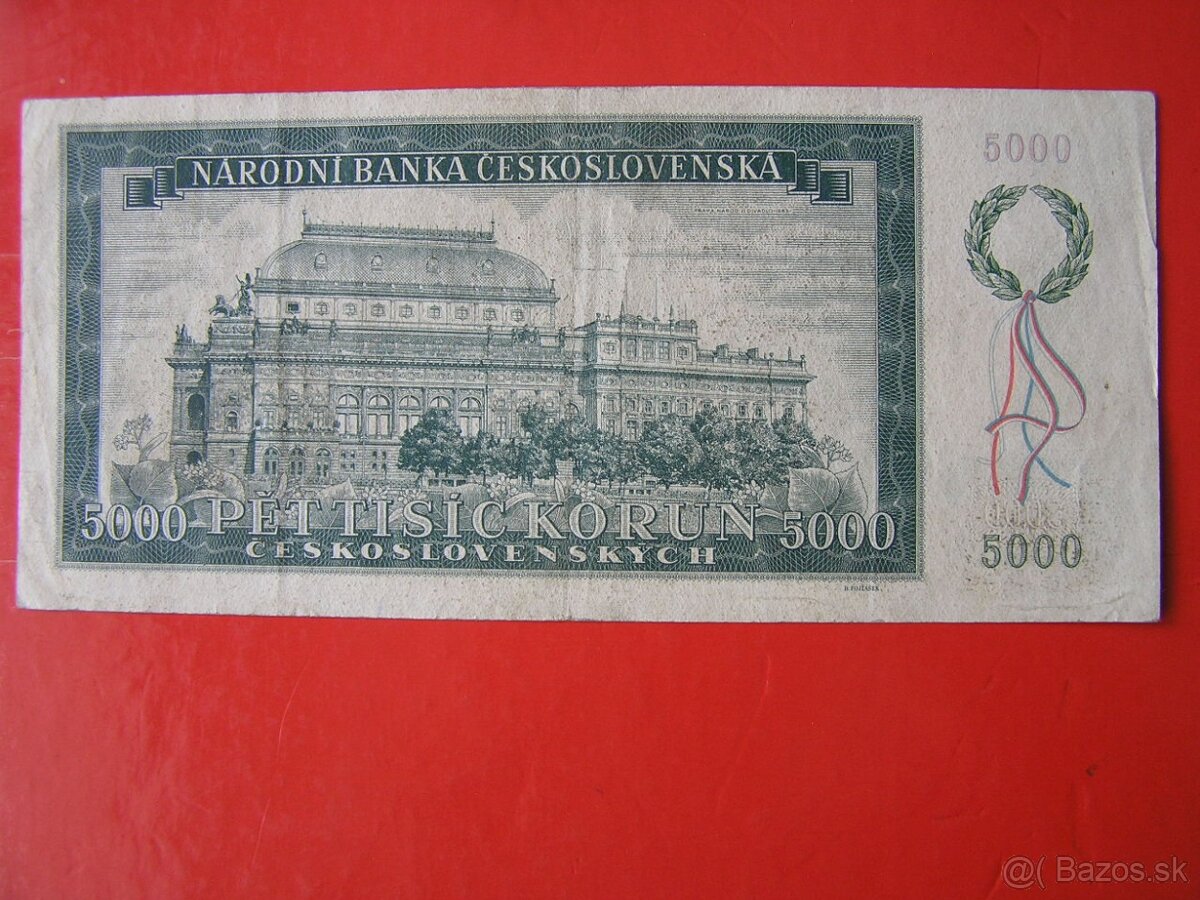 NÁRODNÍ BANKA ČESKOSLOVENSKÁ
5000
5000 PĚT TISÍC KORUN 5000
ČESKOSLOVENSKÝCH
5000
@( Bazos.sk